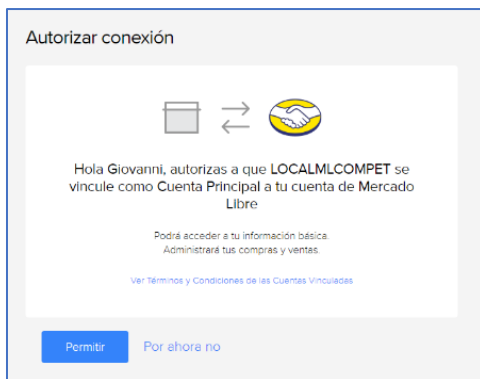 Autorizar conexión
Hola Giovanni, autorizas a que LOCALMLCOMPET se
vincule como Cuenta Principal a tu cuenta de Mercado
Libre
Podrá acceder a tu información básica.
Administrará tus compras y ventas.
Ver Términos y Condiciones de las Cuentas Vinculadas
Permitir
Por ahora no